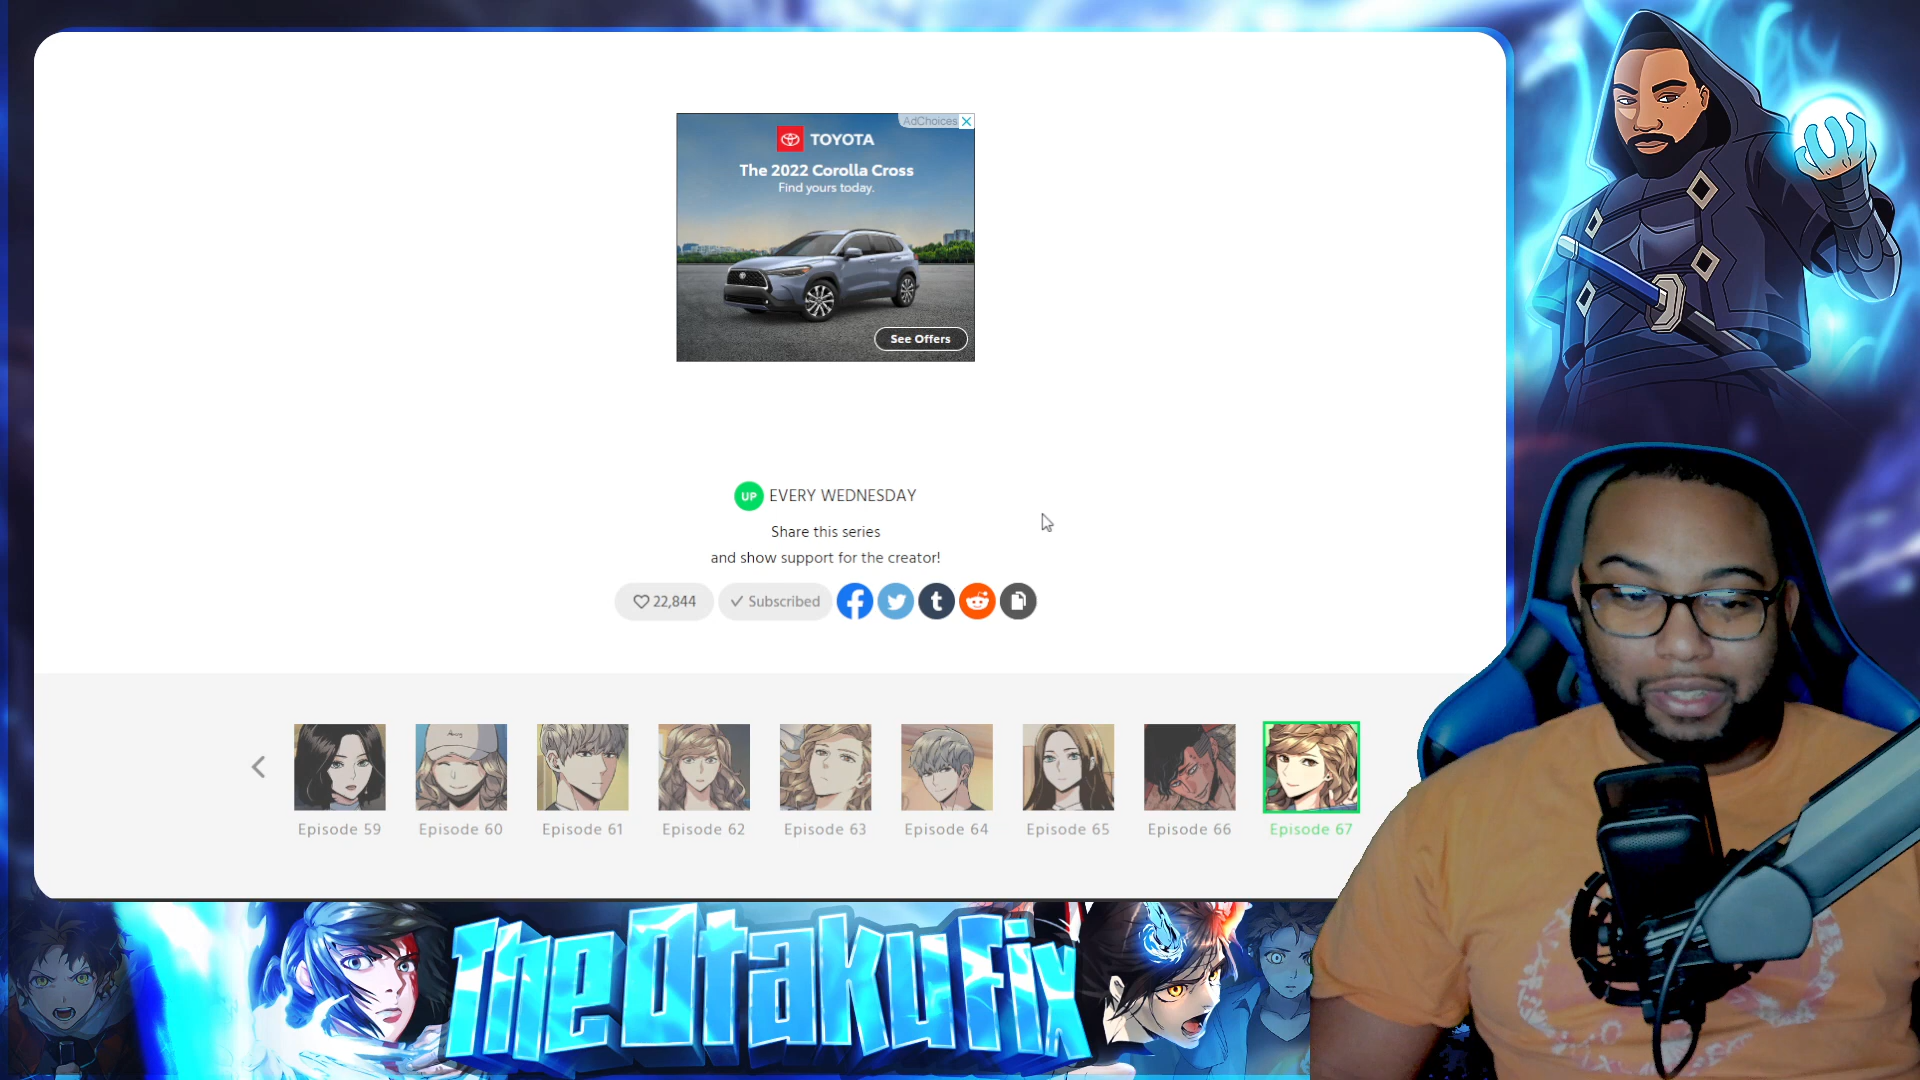 AdChoices
TOYOTA
The 2022 Corolla Cross
Find yours today.
See Offers
UP EVERY WEDNESDAY
Share this series
and show support for the creator!
22,844
Subscribed
Episode 59
Episode 60
Episode 61
Episode 62
Episode 63
Episode 64
Episode 65
Episode 66
Episode 67
TheOtakuFix